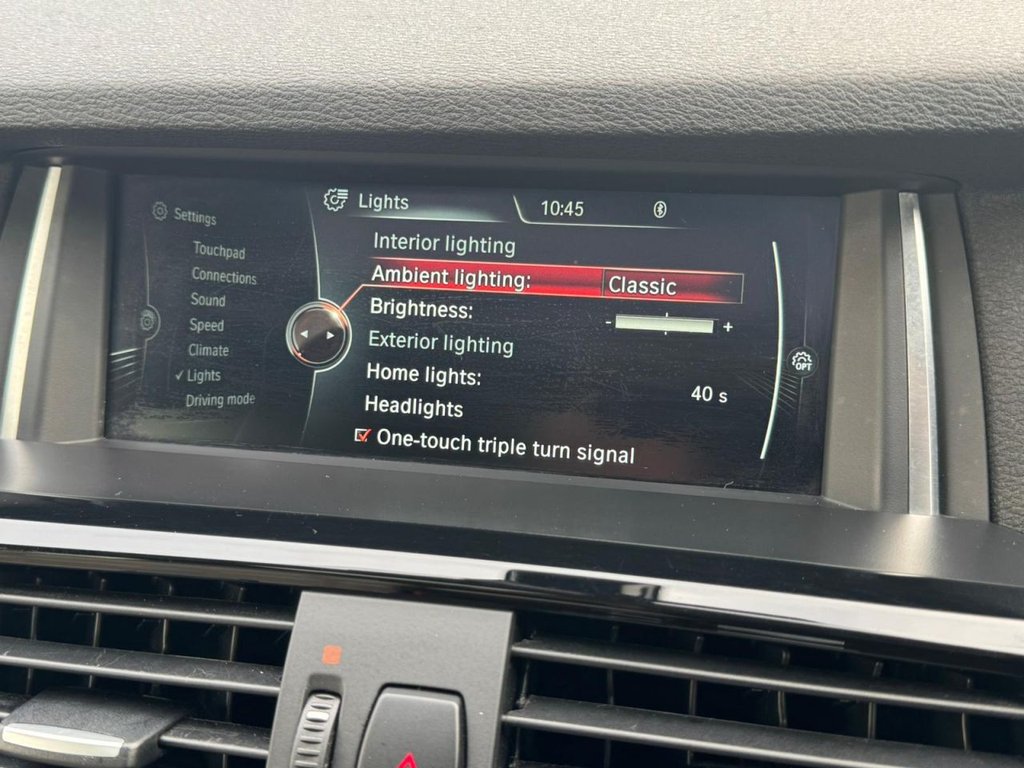 Settings
Touchpad
Connections
Sound
Speed
Climate
✓ Lights
Driving mode
Lights
10:45
Interior lighting
Ambient lighting: Classic
Brightness: - +
Exterior lighting
Home lights: 40 s
Headlights
One-touch triple turn signal
OPT